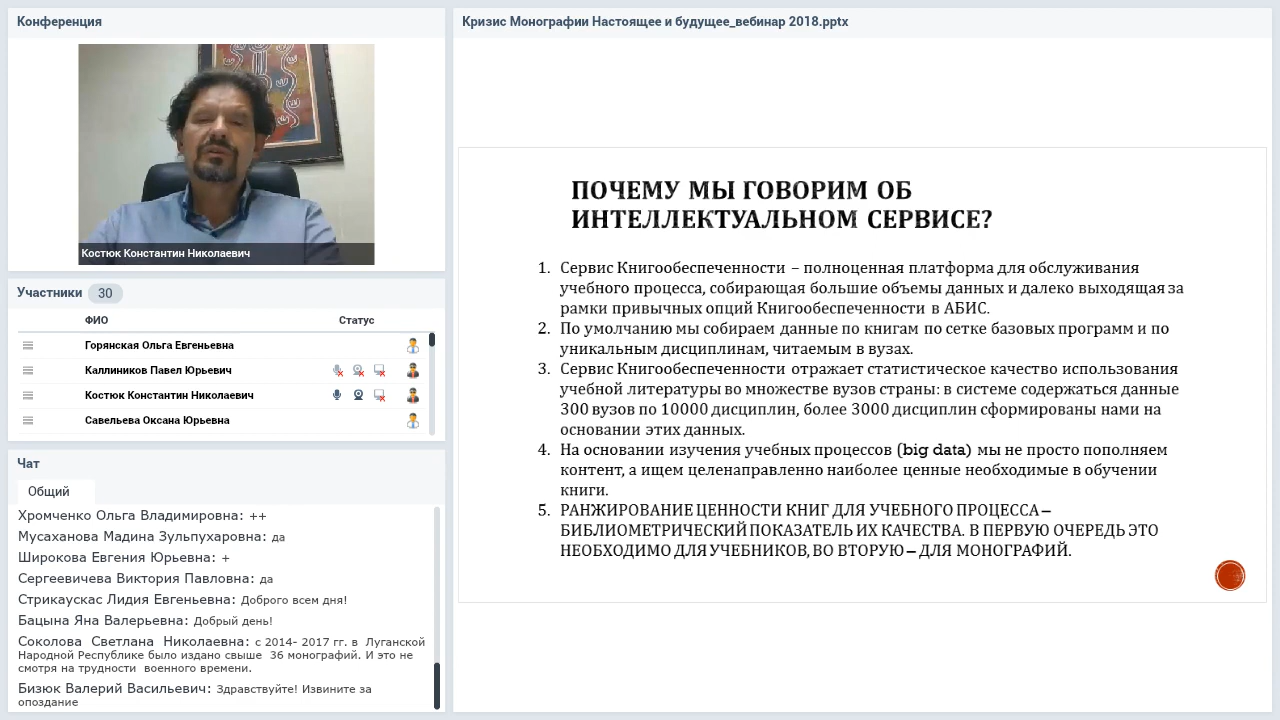 Конференция
Костюк Константин Николаевич
Участники 30
ФИО Статус
Горянская Ольга Евгеньевна
Каллиников Павел Юрьевич
Костюк Константин Николаевич
Савельева Оксана Юрьевна
Чат
Общий
Хромченко Ольга Владимировна: ++
Мусаханова Мадина Зульпухаровна: да
Широкова Евгения Юрьевна: +
Сергеевичева Виктория Павловна: да
Стрикаускас Лидия Евгеньевна: Доброго всем дня!
Бацына Яна Валерьевна: Добрый день!
Соколова Светлана Николаевна: с 2014- 2017 гг. в Луганской
Народной Республике было издано свыше 36 монографий. И это не
смотря на трудности военного времени.
Бизюк Валерий Васильевич: Здравствуйте! Извините за
опоздание
Кризис Монографии Настоящее и будущее_вебинар 2018.pptx
ПОЧЕМУ МЫ ГОВОРИМ ОБ
ИНТЕЛЛЕКТУАЛЬНОМ СЕРВИСЕ?
1. Сервис Книгообеспеченности – полноценная платформа для обслуживания
учебного процесса, собирающая большие объемы данных и далеко выходящая за
рамки привычных опций Книгообеспеченности в АБИС.
2. По умолчанию мы собираем данные по книгам по сетке базовых программ и по
уникальным дисциплинам, читаемым в вузах.
3. Сервис Книгообеспеченности отражает статистическое качество использования
учебной литературы во множестве вузов страны: в системе содержаться данные
300 вузов по 10000 дисциплин, более 3000 дисциплин сформированы нами на
основании этих данных.
4. На основании изучения учебных процессов (big data) мы не просто пополняем
контент, а ищем целенаправленно наиболее ценные необходимые в обучении
книги.
5. РАНЖИРОВАНИЕ ЦЕННОСТИ КНИГ ДЛЯ УЧЕБНОГО ПРОЦЕССА –
БИБЛИОМЕТРИЧЕСКИЙ ПОКАЗАТЕЛЬ ИХ КАЧЕСТВА. В ПЕРВУЮ ОЧЕРЕДЬ ЭТО
НЕОБХОДИМО ДЛЯ УЧЕБНИКОВ, ВО ВТОРУЮ – ДЛЯ МОНОГРАФИЙ.